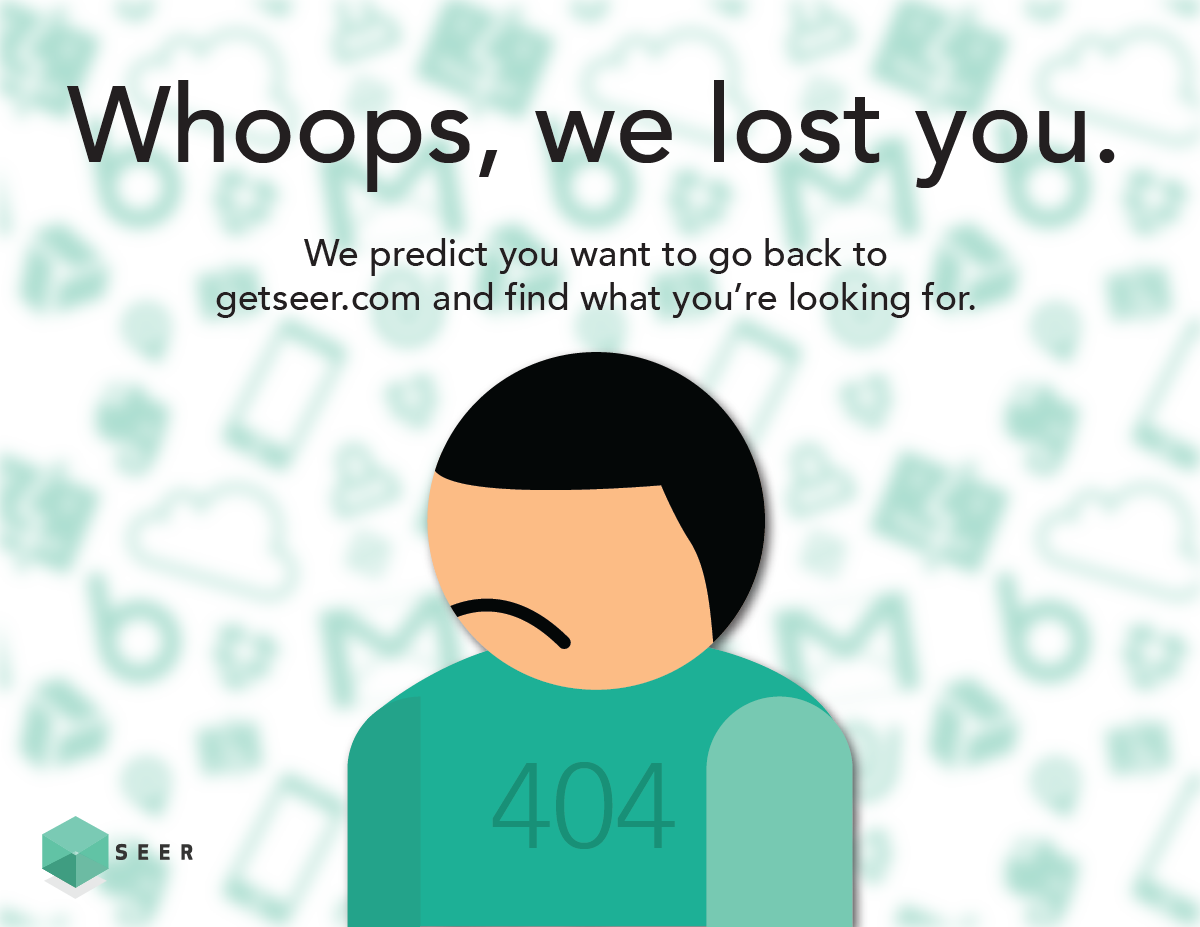 Whoops, we lost you.
We predict you want to go back to
getseer.com and find what you’re looking for.
404
SEER